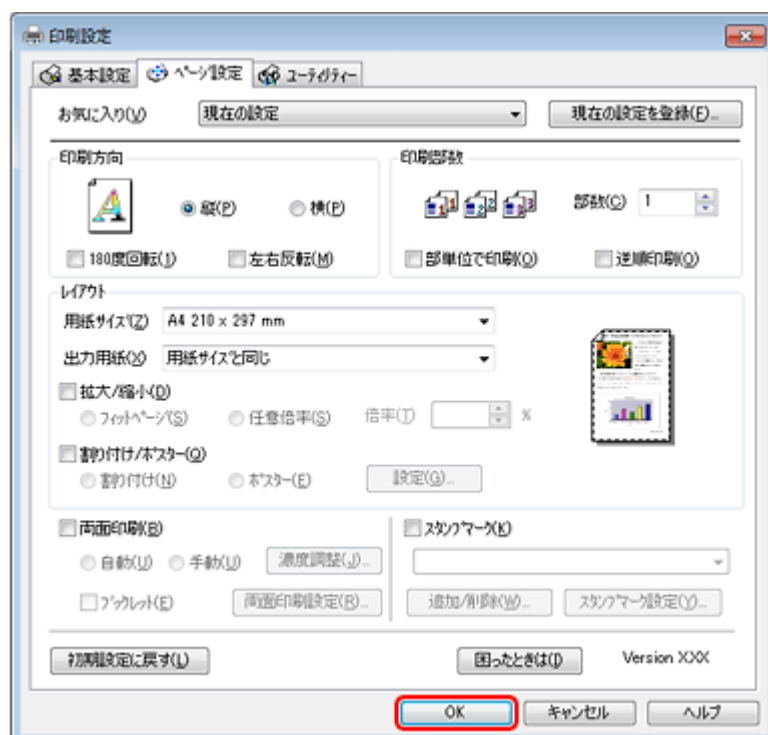 印刷設定
基本設定 ページ設定 ユーティリティー
お気に入り(V) 現在の設定 現在の設定を登録(F)...
印刷方向 印刷部数
縦(P) 横(P) 部数(C) 1
180度回転(1) 左右反転(M) 部単位で印刷(O) 逆順印刷(O)
レイアウト
用紙サイズ(Z) A4 210 x 297 mm
出力用紙(X) 用紙サイズと同じ
拡大/縮小(D)
フィットページ(S) 任意倍率(S) 倍率(T) %
割り付け/ポスター(Q)
割り付け(N) ポスター(E) 設定(G)...
両面印刷(B) スタンプマーク(K)
自動(U) 手動(U) 濃度調整(J)...
ブックレット(E) 両面印刷設定(R)... 追加/削除(W)... スタンプマーク設定(Y)...
初期設定に戻す(L) 困ったときは(I) Version XXX
OK キャンセル ヘルプ